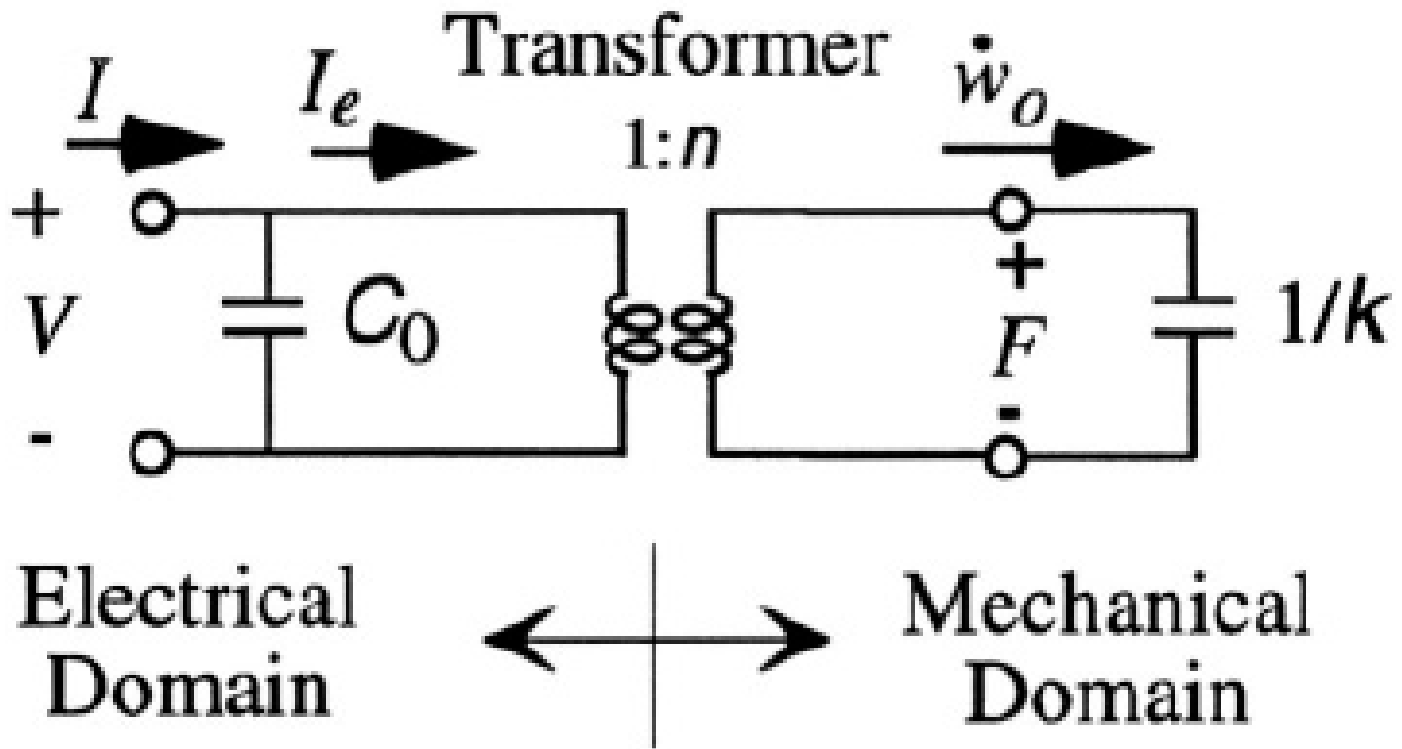 Transformer
I
I_e
1:n
ẇ_o
+
V
-
C_0
+
F
-
1/k
Electrical
Domain
Mechanical
Domain